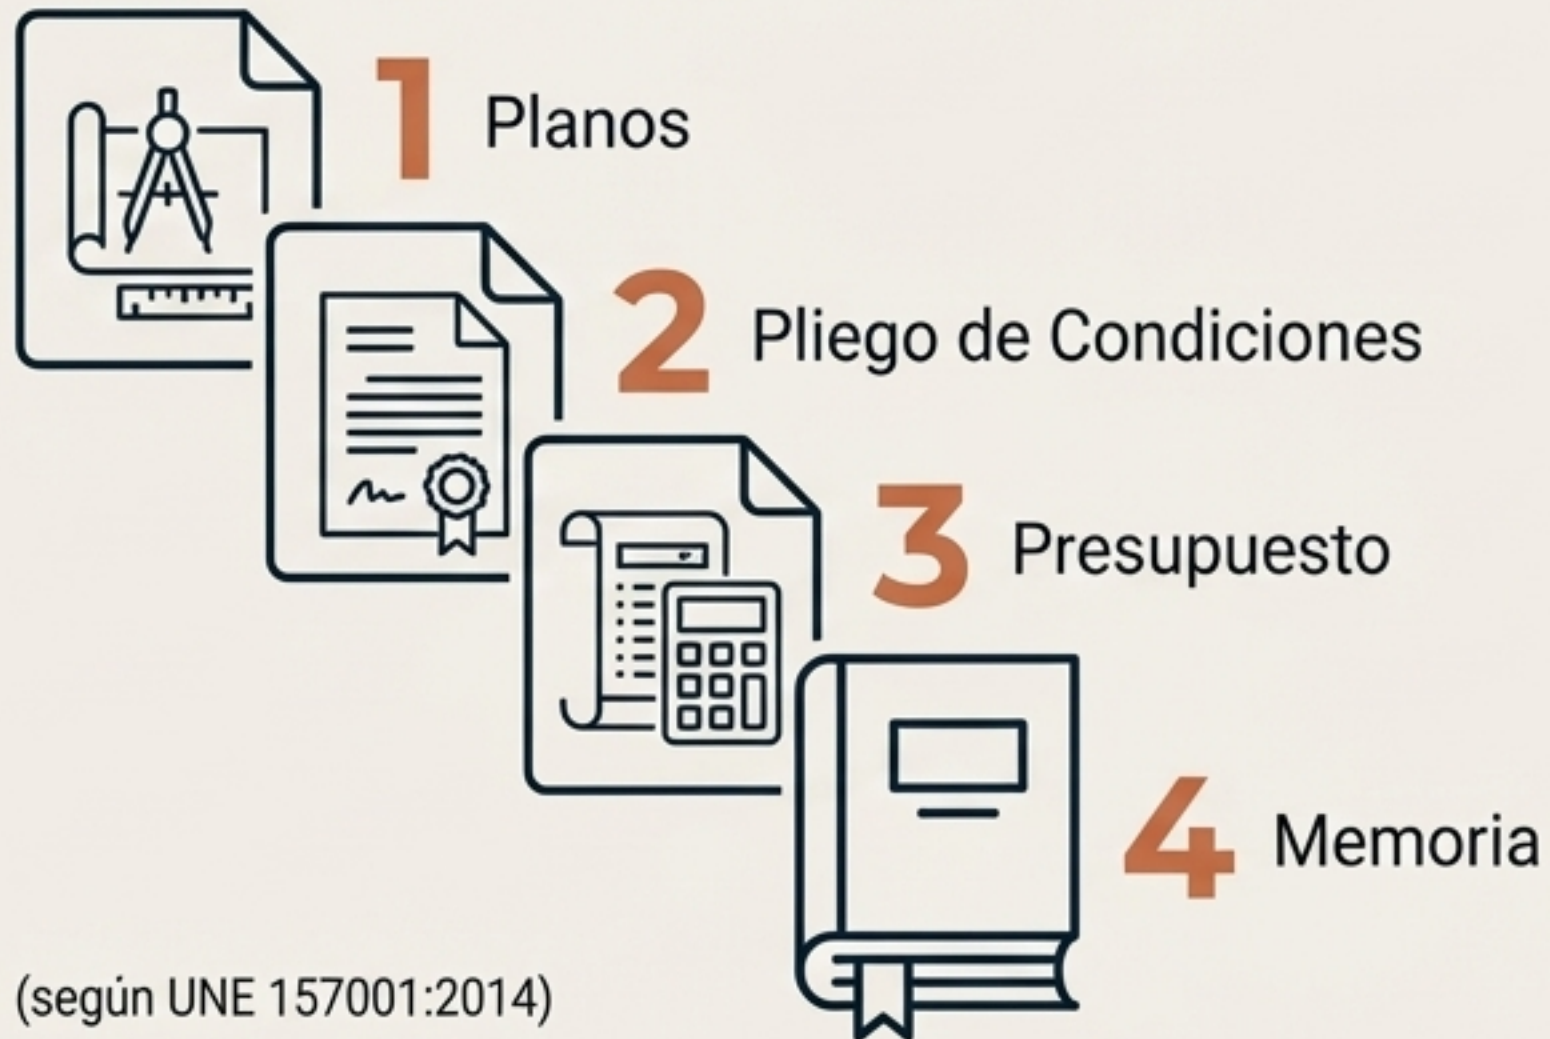 1 Planos
2 Pliego de Condiciones
3 Presupuesto
4 Memoria
(según UNE 157001:2014)